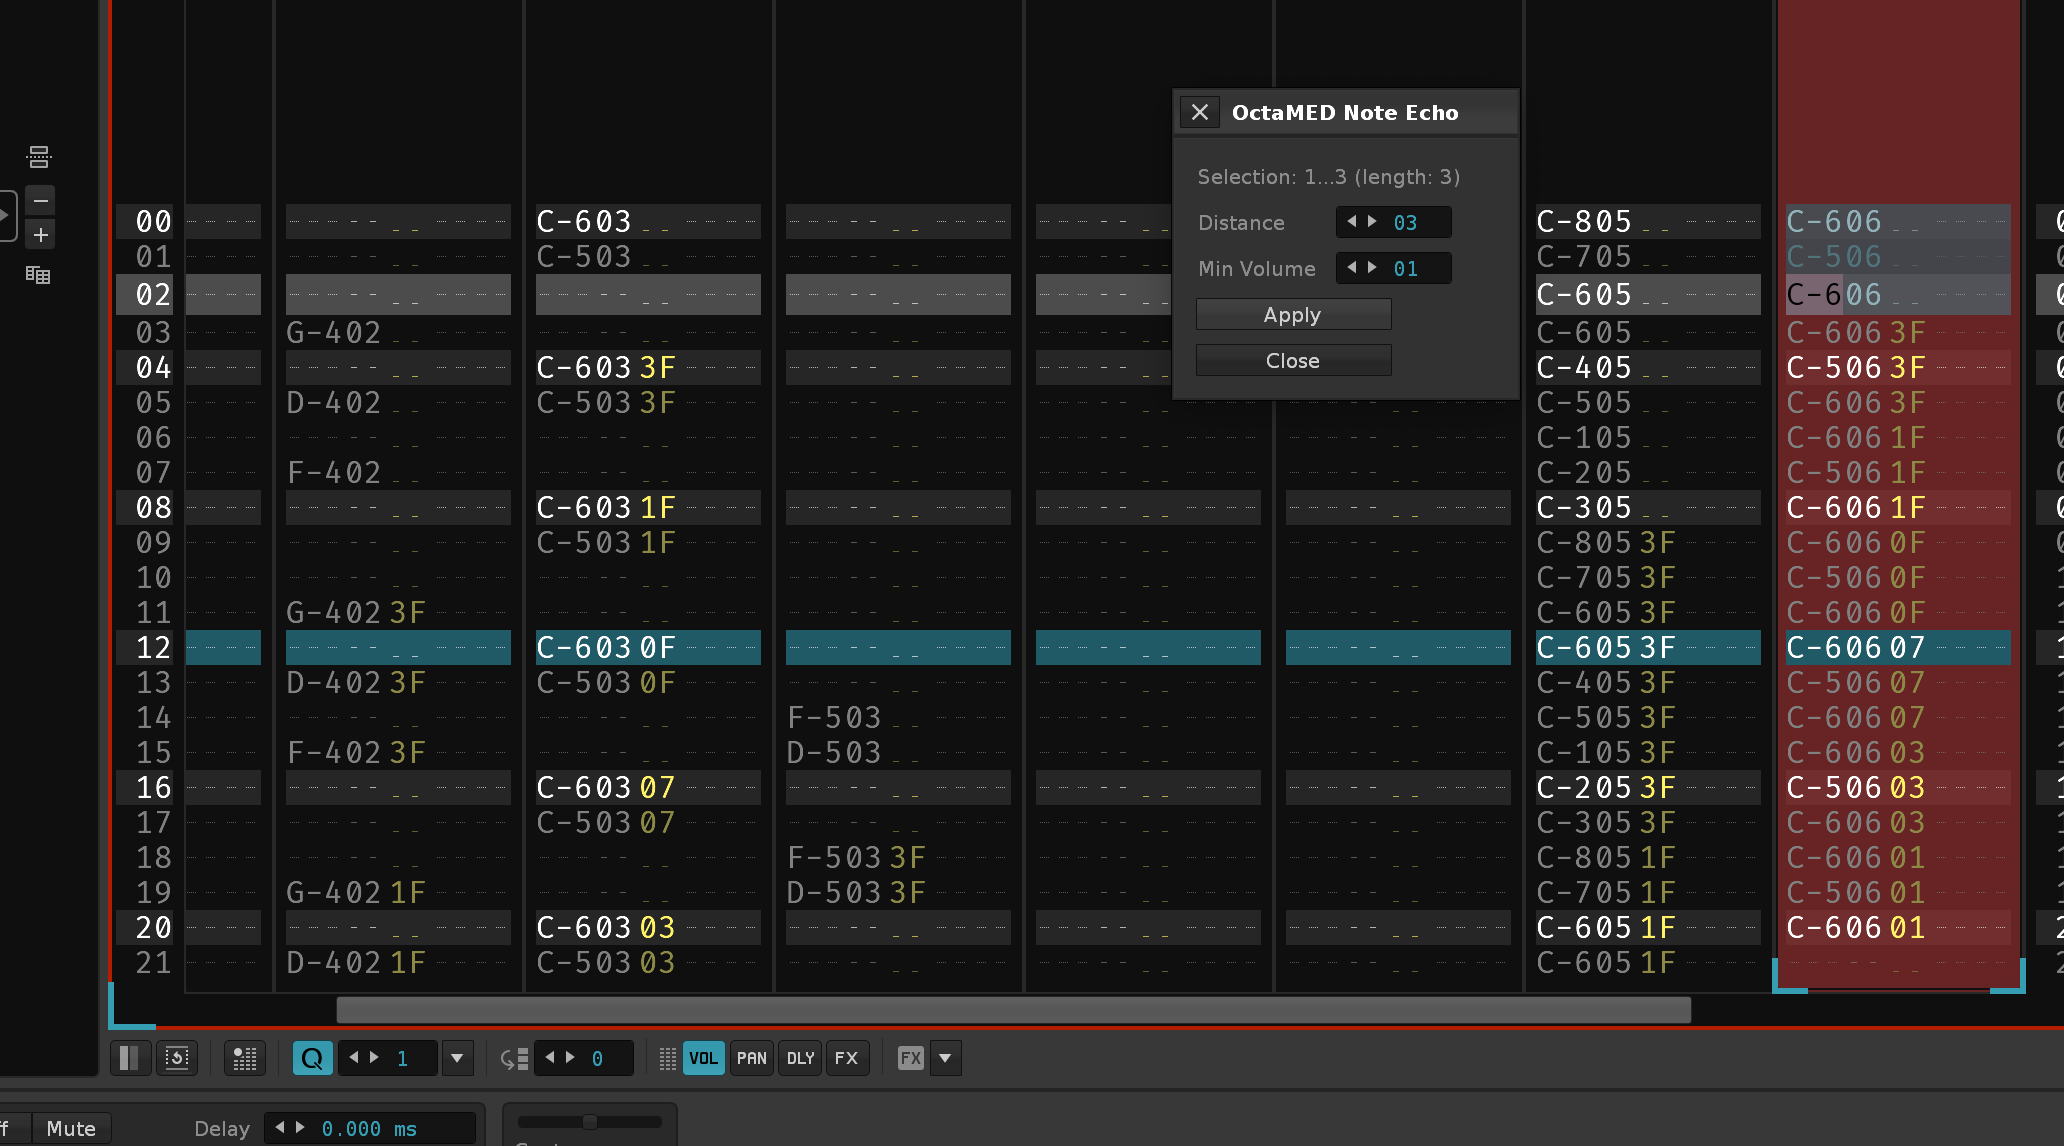 OctaMED Note Echo
Selection: 1...3 (length: 3)
Distance 03
Min Volume 01
Apply
Close
00 C-603 C-805 C-606
01 C-503 C-705 C-506
02 C-605 C-606
03 G-402 C-605 C-606 3F
04 C-603 3F C-405 C-506 3F
05 D-402 C-503 3F C-505 C-606 3F
06 C-105 C-606 1F
07 F-402 C-205 C-506 1F
08 C-603 1F C-305 C-606 1F
09 C-503 1F C-805 3F C-606 0F
10 C-705 3F C-506 0F
11 G-402 3F C-605 3F C-606 0F
12 C-603 0F C-605 3F C-606 07
13 D-402 3F C-503 0F C-405 3F C-506 07
14 F-503 C-505 3F C-606 07
15 F-402 3F D-503 C-105 3F C-606 03
16 C-603 07 C-205 3F C-506 03
17 C-503 07 C-305 3F C-606 03
18 F-503 3F C-805 1F C-606 01
19 G-402 1F D-503 3F C-705 1F C-506 01
20 C-603 03 C-605 1F C-606 01
21 D-402 1F C-503 03 C-605 1F
Q 1 0 VOL PAN DLY FX FX
Mute Delay 0.000 ms